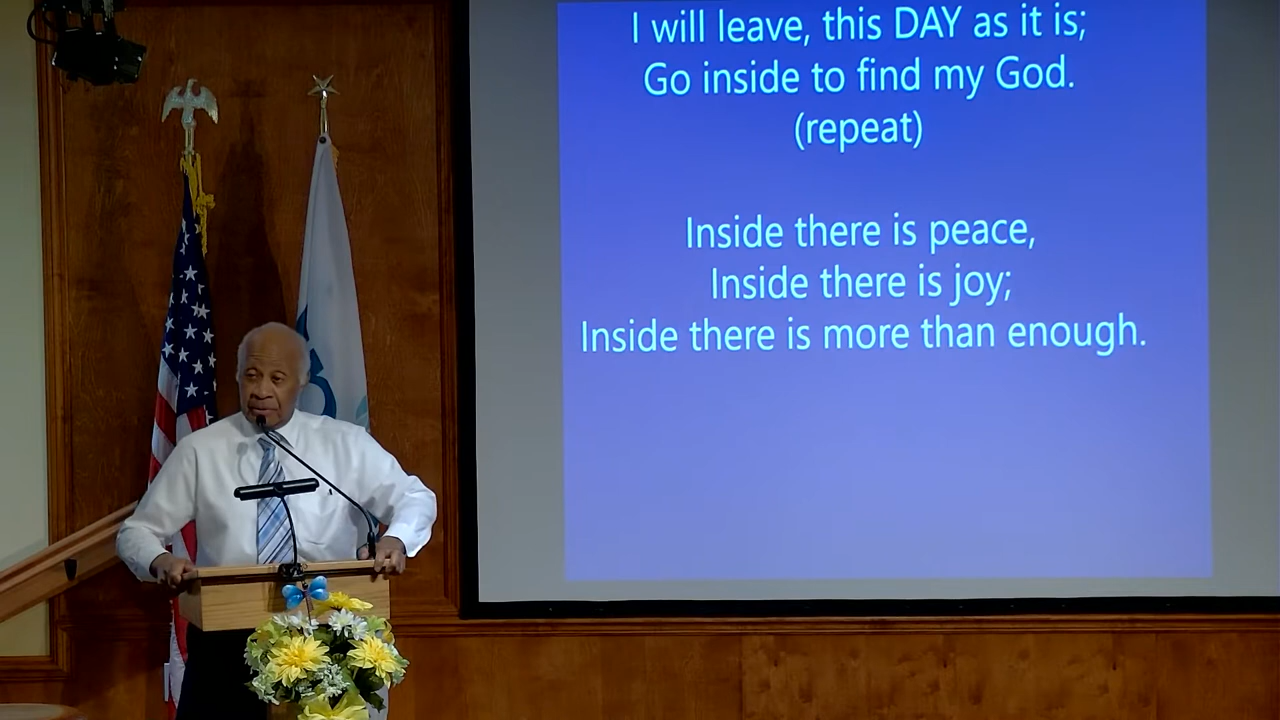 I will leave, this DAY as it is;
Go inside to find my God.
(repeat)
Inside there is peace,
Inside there is joy;
Inside there is more than enough.